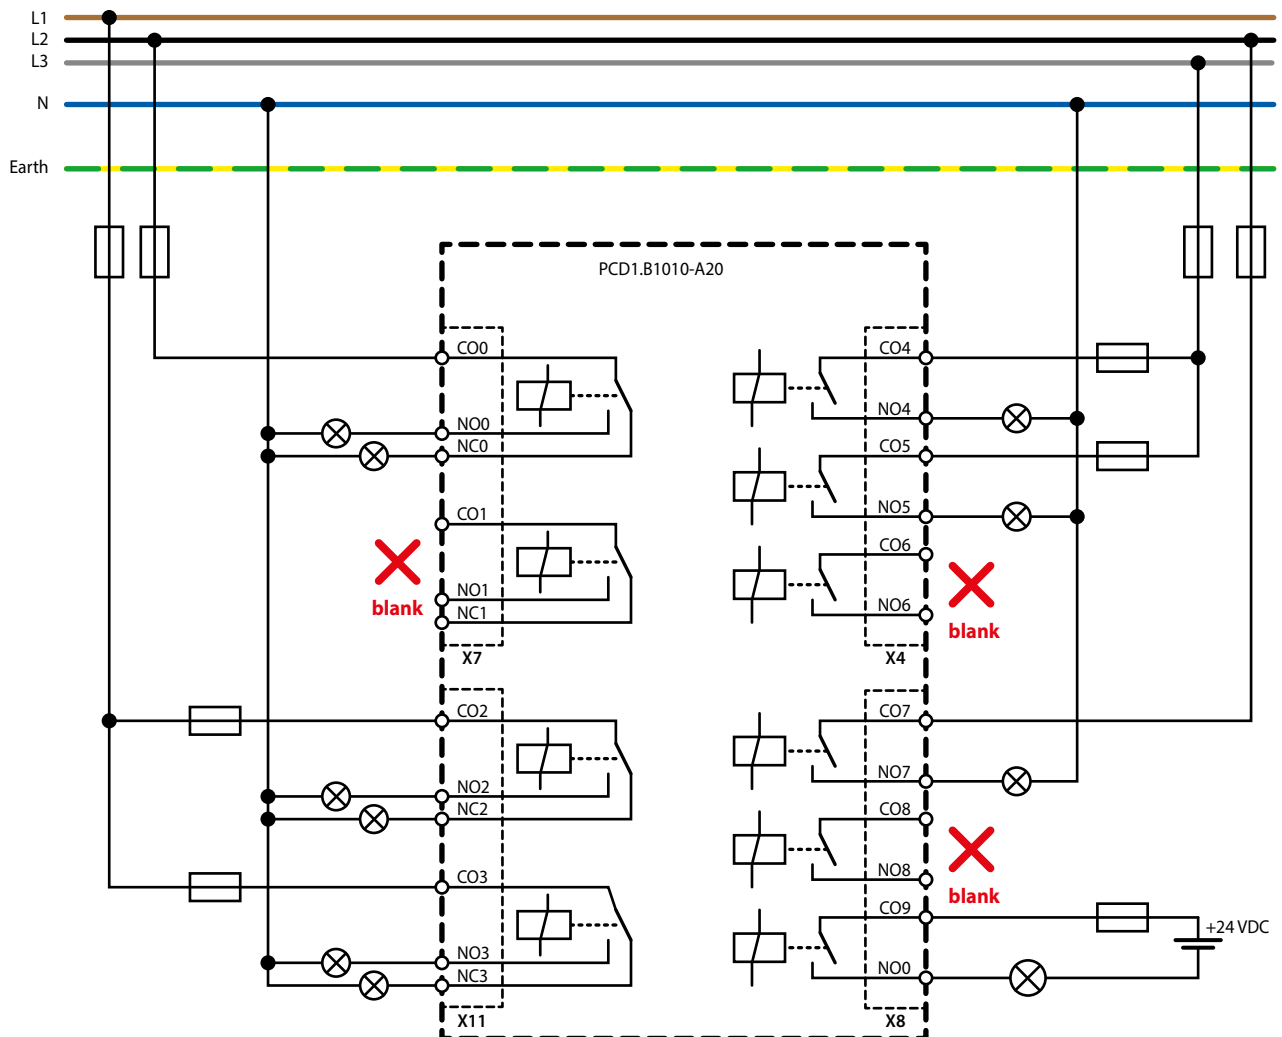 L1
L2
L3
N
Earth
PCD1.B1010-A20
CO0
NO0
NC0
CO1
NO1
NC1
blank
X7
CO2
NO2
NC2
CO3
NO3
NC3
X11
CO4
NO4
CO5
NO5
CO6
NO6
blank
X4
CO7
NO7
CO8
NO8
blank
CO9
+24 VDC
NO0
X8